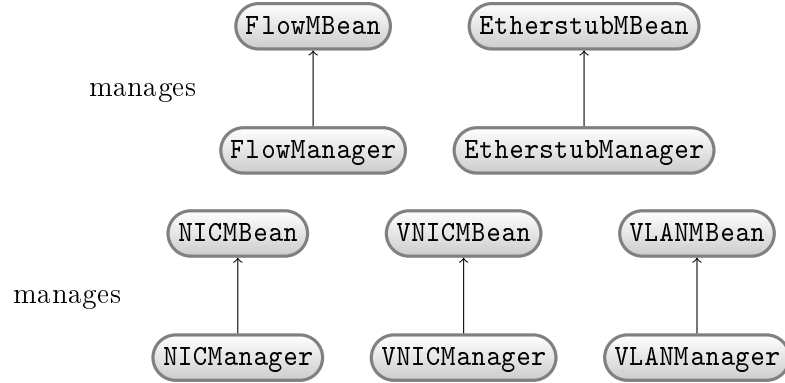 FlowMBean EtherstubMBean
manages
FlowManager EtherstubManager
NICMBean VNICMBean VLANMBean
manages
NICManager VNICManager VLANManager